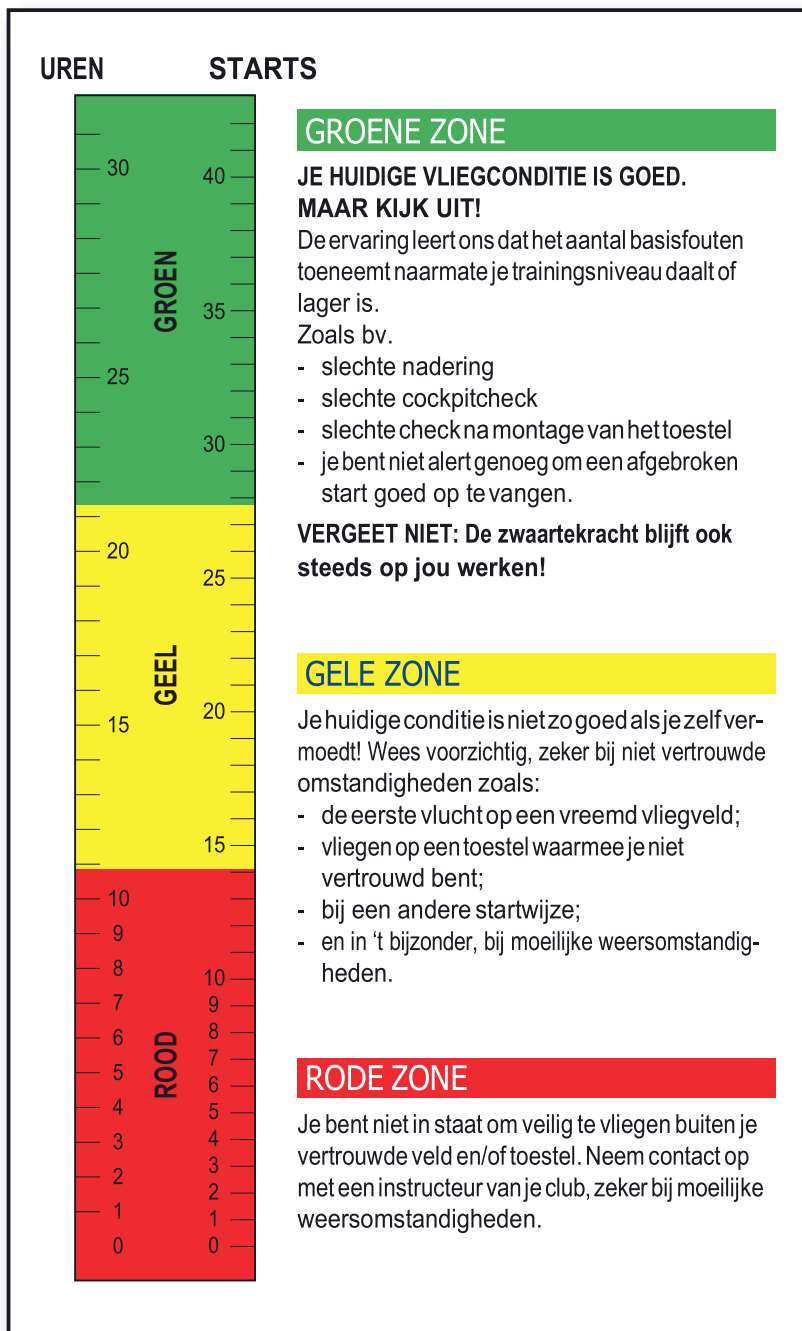 UREN STARTS
GROENE ZONE
JE HUIDIGE VLIEGCONDITIE IS GOED.
MAAR KIJK UIT!
De ervaring leert ons dat het aantal basisfouten
toeneemt naarmate je trainingsniveau daalt of
lager is.
Zoals bv.
- slechte nadering
- slechte cockpitcheck
- slechte check na montage van het toestel
- je bent niet alert genoeg om een afgebroken
start goed op te vangen.
VERGEET NIET: De zwaartekracht blijft ook
steeds op jou werken!
GELE ZONE
Je huidige conditie is niet zo goed als je zelf ver-
moedt! Wees voorzichtig, zeker bij niet vertrouwde
omstandigheden zoals:
- de eerste vlucht op een vreemd vliegveld;
- vliegen op een toestel waarmee je niet
vertrouwd bent;
- bij een andere startwijze;
- en in ‘t bijzonder, bij moeilijke weersomstandig-
heden.
RODE ZONE
Je bent niet in staat om veilig te vliegen buiten je
vertrouwde veld en/of toestel. Neem contact op
met een instructeur van je club, zeker bij moeilijke
weersomstandigheden.
GROEN
GEEL
ROOD
30
25
20
15
10
9
8
7
6
5
4
3
2
1
0
40
35
30
25
20
15
10
9
8
7
6
5
4
3
2
1
0